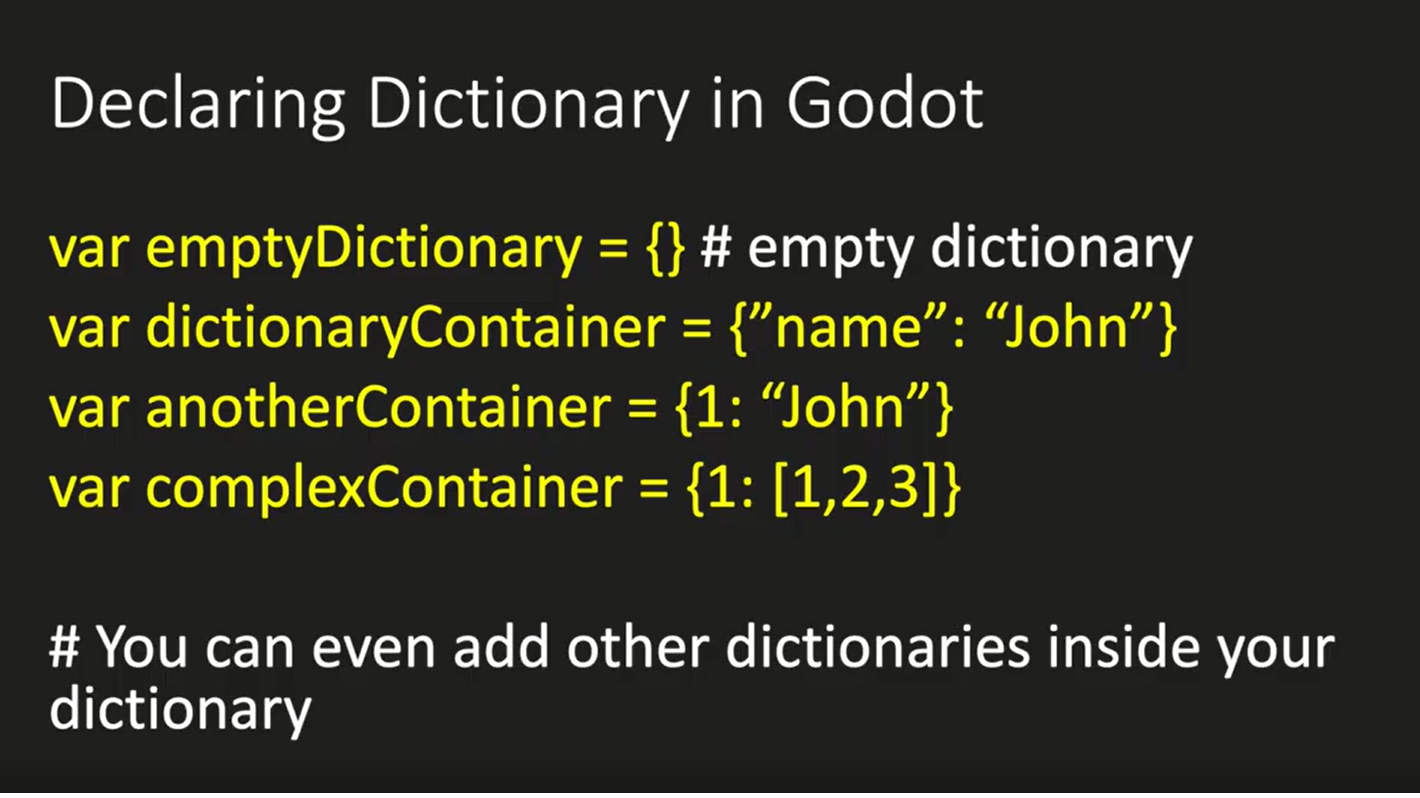 Declaring Dictionary in Godot
var emptyDictionary = {} # empty dictionary
var dictionaryContainer = {”name”: “John”}
var anotherContainer = {1: “John”}
var complexContainer = {1: [1,2,3]}
# You can even add other dictionaries inside your
dictionary